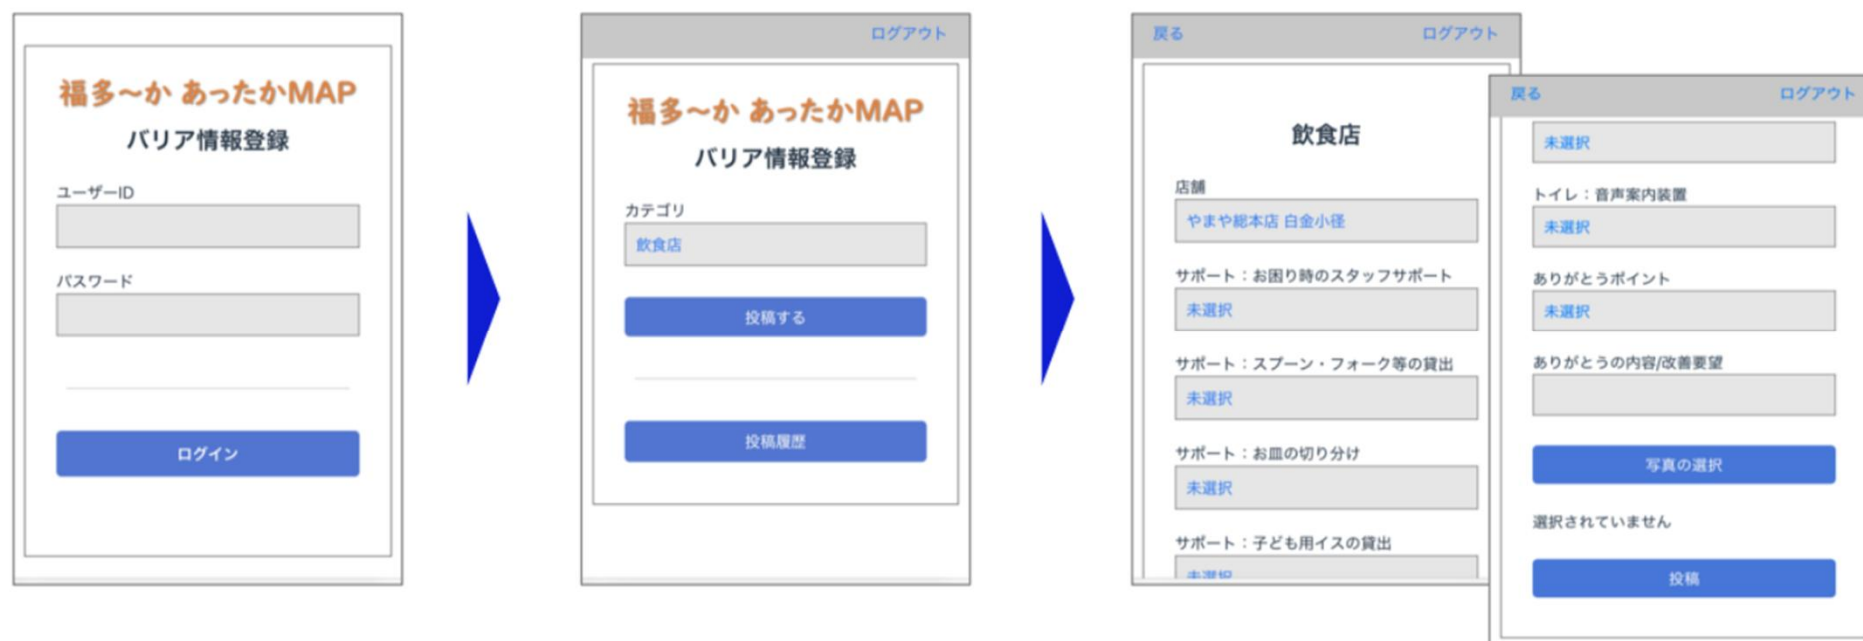 福多～か あったかMAP
バリア情報登録
ユーザーID
パスワード
ログイン
ログアウト
福多～か あったかMAP
バリア情報登録
カテゴリ
飲食店
投稿する
投稿履歴
戻る
ログアウト
飲食店
店舗
やまや総本店 白金小径
サポート：お困り時のスタッフサポート
未選択
サポート：スプーン・フォーク等の貸出
未選択
サポート：お皿の切り分け
未選択
サポート：子ども用イスの貸出
未選択
戻る
ログアウト
未選択
トイレ：音声案内装置
未選択
ありがとうポイント
未選択
ありがとうの内容/改善要望
写真の選択
選択されていません
投稿